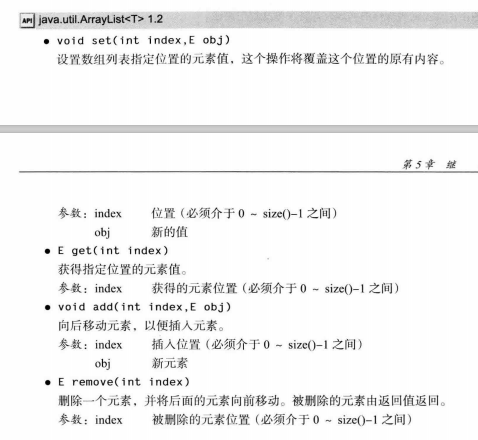 API java.util.ArrayList<T> 1.2
● void set(int index,E obj)
设置数组列表指定位置的元素值，这个操作将覆盖这个位置的原有内容。
第 5 章 继
参数：index 位置（必须介于 0 ~ size()–1 之间）
obj 新的值
● E get(int index)
获得指定位置的元素值。
参数：index 获得的元素位置（必须介于 0 ~ size()–1 之间）
● void add(int index,E obj)
向后移动元素，以便插入元素。
参数：index 插入位置（必须介于 0 ~ size()–1 之间）
obj 新元素
● E remove(int index)
删除一个元素，并将后面的元素向前移动。被删除的元素由返回值返回。
参数：index 被删除的元素位置（必须介于 0 ~ size()–1 之间）